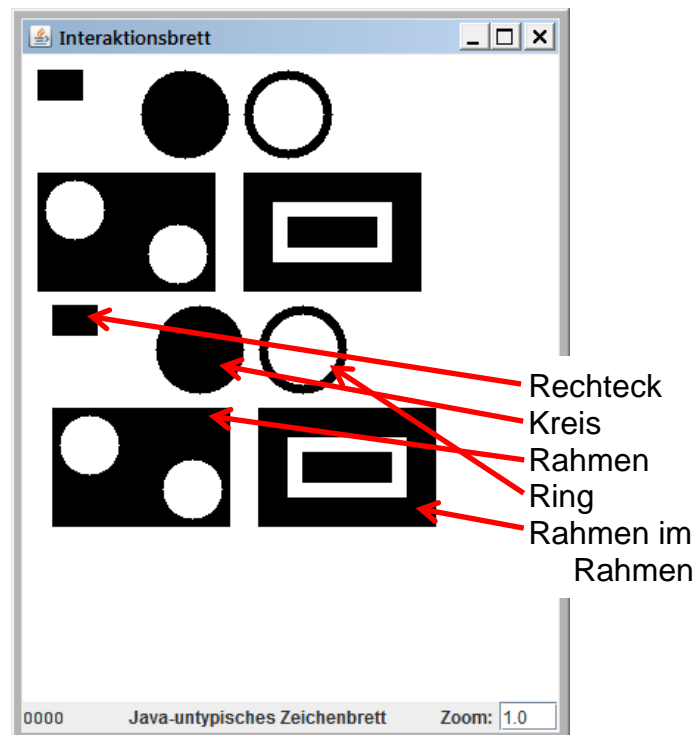 Interaktionsbrett
Rechteck
Kreis
Rahmen
Ring
Rahmen im
Rahmen
0000 Java-untypisches Zeichenbrett Zoom: 1.0